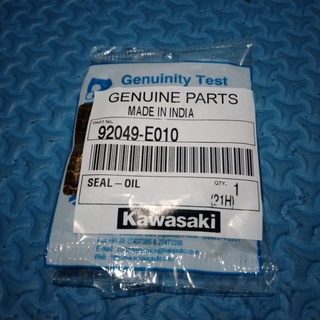 Genuinity Test
GENUINE PARTS
MADE IN INDIA
PART NO.
92049-E010
SEAL-OIL
QTY.
1
(21H)
Kawasaki